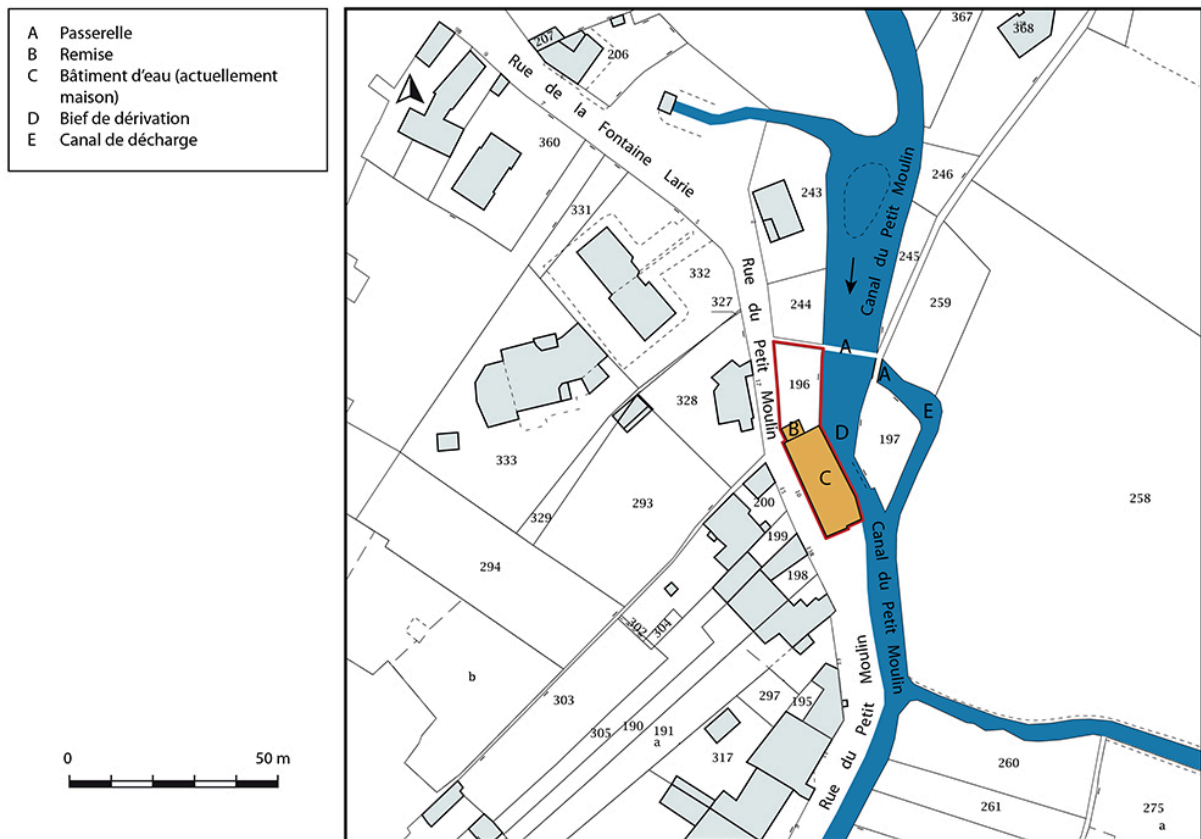 A Passerelle
B Remise
C Bâtiment d'eau (actuellement
maison)
D Bief de dérivation
E Canal de décharge
0 50 m
367
368
207
206
Rue de la Fontaine Larie
360
331
243
246
Canal du Petit Moulin
245
259
332
327
244
Rue du Petit Moulin
A
A
196
17
328
E
B
D
197
C
333
293
200
15
10
258
329
199
198
294
302
304
Canal du Petit Moulin
b
303
305
190
191
a
297
195
317
Rue du Petit Moulin
260
261
275
a